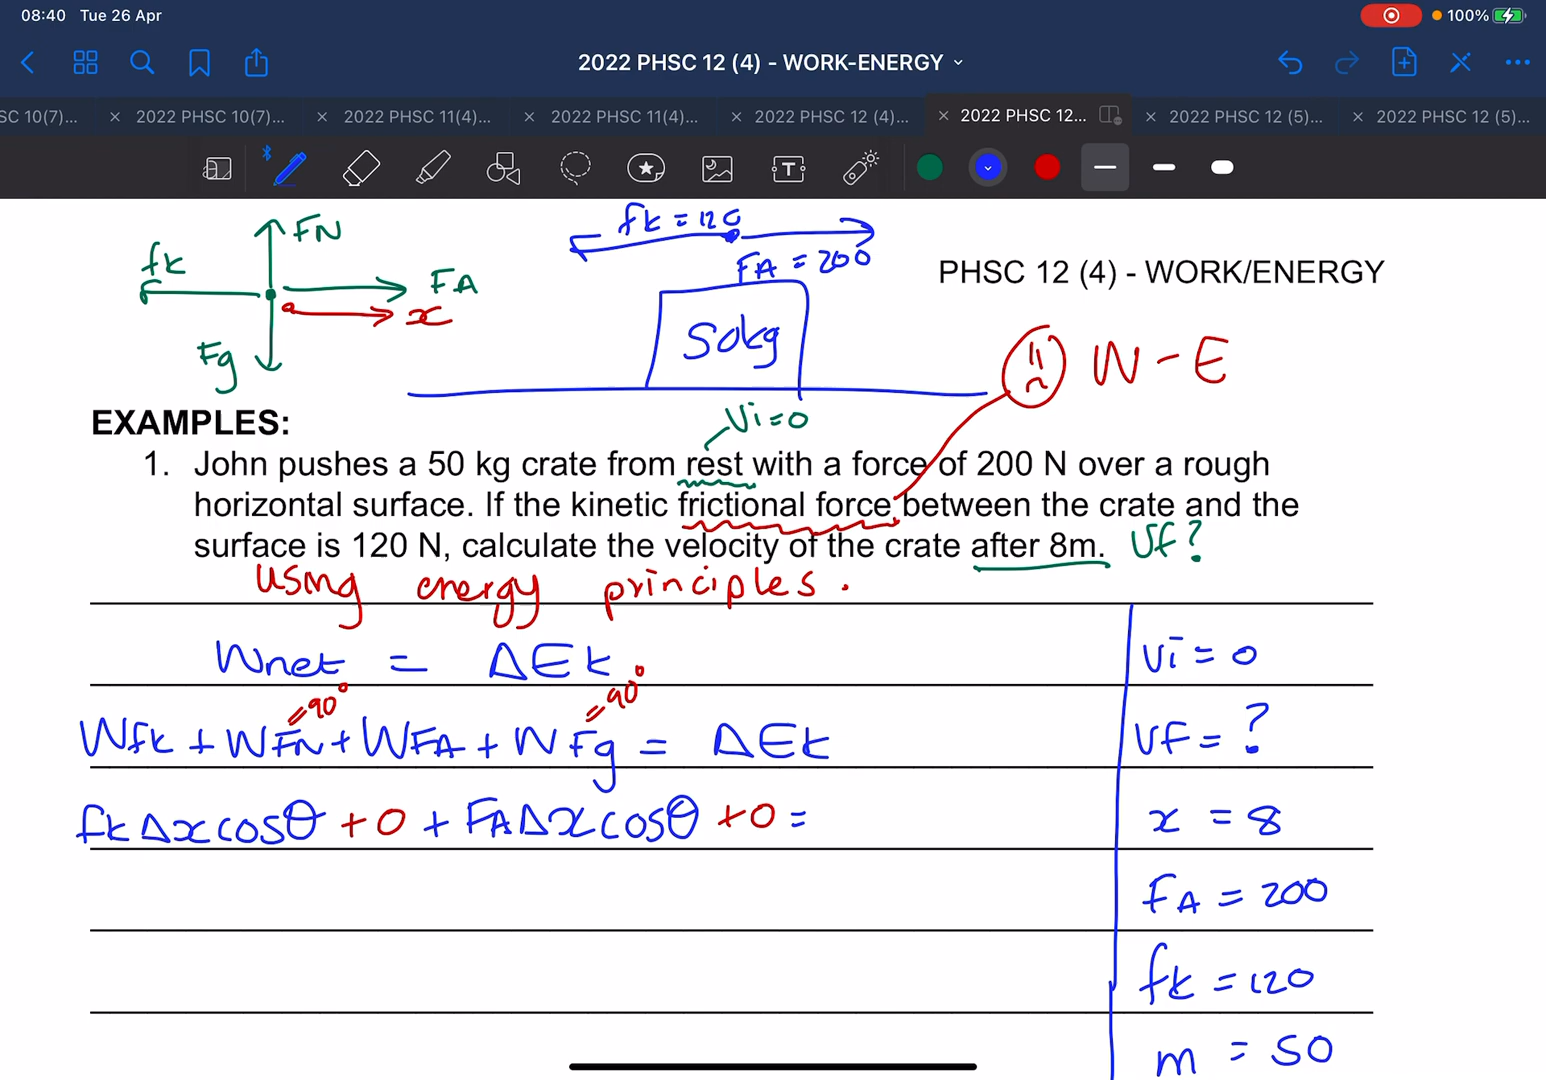 08:40 Tue 26 Apr
100%
2022 PHSC 12 (4) - WORK-ENERGY
SC 10(7)... × 2022 PHSC 10(7)... × 2022 PHSC 11(4)... × 2022 PHSC 11(4)... × 2022 PHSC 12 (4)... × 2022 PHSC 12... × 2022 PHSC 12 (5)... × 2022 PHSC 12 (5)...
T
FN
fk
FA
x
Fg
fk = 120
FA = 200
50kg
PHSC 12 (4) - WORK/ENERGY
W - E
EXAMPLES:
Vi=0
1. John pushes a 50 kg crate from rest with a force of 200 N over a rough
horizontal surface. If the kinetic frictional force between the crate and the
surface is 120 N, calculate the velocity of the crate after 8m. Vf?
using energy principles.
Wnet = ΔEk
=90° =90°
Wfk + WFN + WFA + WFg = ΔEk
fkΔxcosθ +0 + FAΔxcosθ +0 =
Vi = 0
Vf = ?
x = 8
FA = 200
fk = 120
m = 50